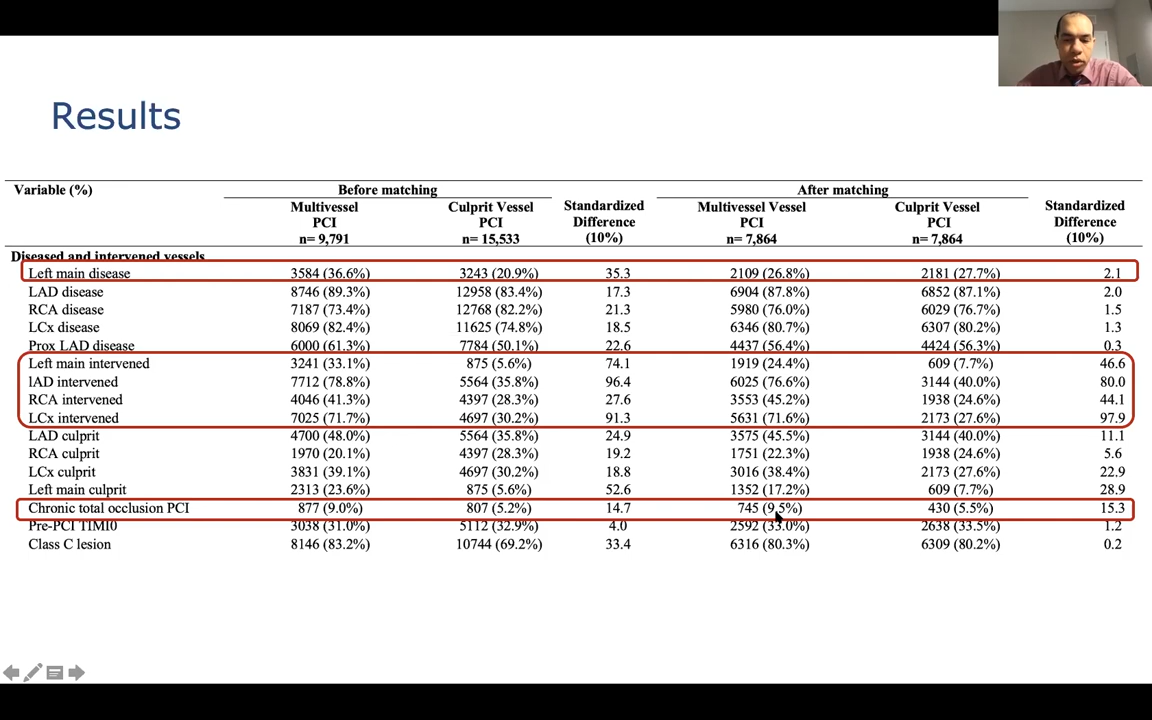 Results
Variable (%) Before matching After matching
Multivessel PCI n= 9,791 Culprit Vessel PCI n= 15,533 Standardized Difference (10%) Multivessel Vessel PCI n= 7,864 Culprit Vessel PCI n= 7,864 Standardized Difference (10%)
Diseased and intervened vessels
Left main disease 3584 (36.6%) 3243 (20.9%) 35.3 2109 (26.8%) 2181 (27.7%) 2.1
LAD disease 8746 (89.3%) 12958 (83.4%) 17.3 6904 (87.8%) 6852 (87.1%) 2.0
RCA disease 7187 (73.4%) 12768 (82.2%) 21.3 5980 (76.0%) 6029 (76.7%) 1.5
LCx disease 8069 (82.4%) 11625 (74.8%) 18.5 6346 (80.7%) 6307 (80.2%) 1.3
Prox LAD disease 6000 (61.3%) 7784 (50.1%) 22.6 4437 (56.4%) 4424 (56.3%) 0.3
Left main intervened 3241 (33.1%) 875 (5.6%) 74.1 1919 (24.4%) 609 (7.7%) 46.6
lAD intervened 7712 (78.8%) 5564 (35.8%) 96.4 6025 (76.6%) 3144 (40.0%) 80.0
RCA intervened 4046 (41.3%) 4397 (28.3%) 27.6 3553 (45.2%) 1938 (24.6%) 44.1
LCx intervened 7025 (71.7%) 4697 (30.2%) 91.3 5631 (71.6%) 2173 (27.6%) 97.9
LAD culprit 4700 (48.0%) 5564 (35.8%) 24.9 3575 (45.5%) 3144 (40.0%) 11.1
RCA culprit 1970 (20.1%) 4397 (28.3%) 19.2 1751 (22.3%) 1938 (24.6%) 5.6
LCx culprit 3831 (39.1%) 4697 (30.2%) 18.8 3016 (38.4%) 2173 (27.6%) 22.9
Left main culprit 2313 (23.6%) 875 (5.6%) 52.6 1352 (17.2%) 609 (7.7%) 28.9
Chronic total occlusion PCI 877 (9.0%) 807 (5.2%) 14.7 745 (9.5%) 430 (5.5%) 15.3
Pre-PCI TIMI0 3038 (31.0%) 5112 (32.9%) 4.0 2592 (33.0%) 2638 (33.5%) 1.2
Class C lesion 8146 (83.2%) 10744 (69.2%) 33.4 6316 (80.3%) 6309 (80.2%) 0.2